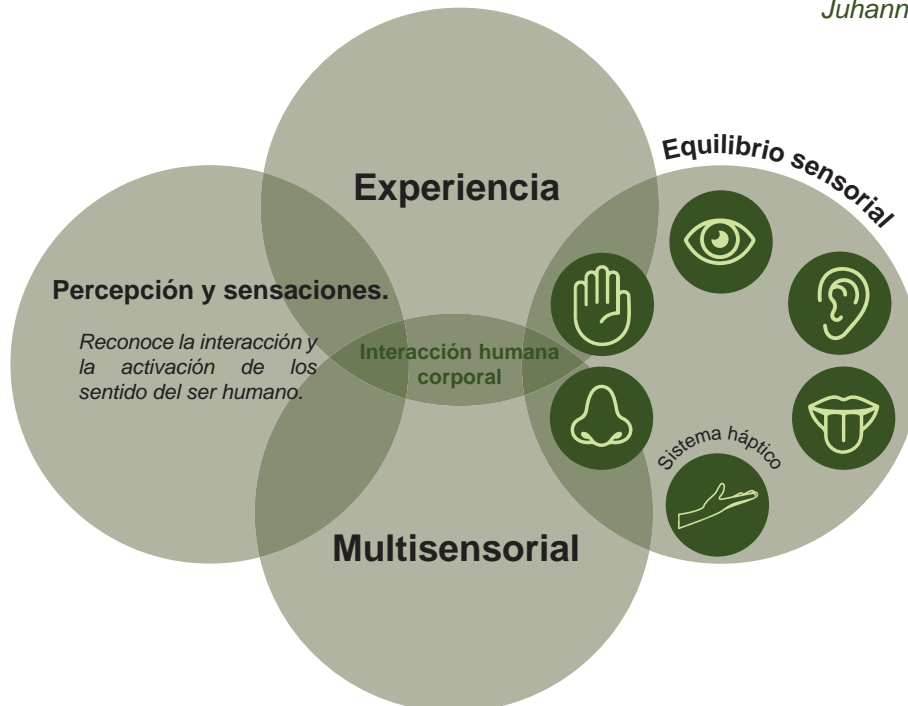 Juhann
Equilibrio sensorial
Experiencia
Percepción y sensaciones.
Reconoce la interacción y
la activación de los
sentido del ser humano.
Interacción humana
corporal
Sistema háptico
Multisensorial